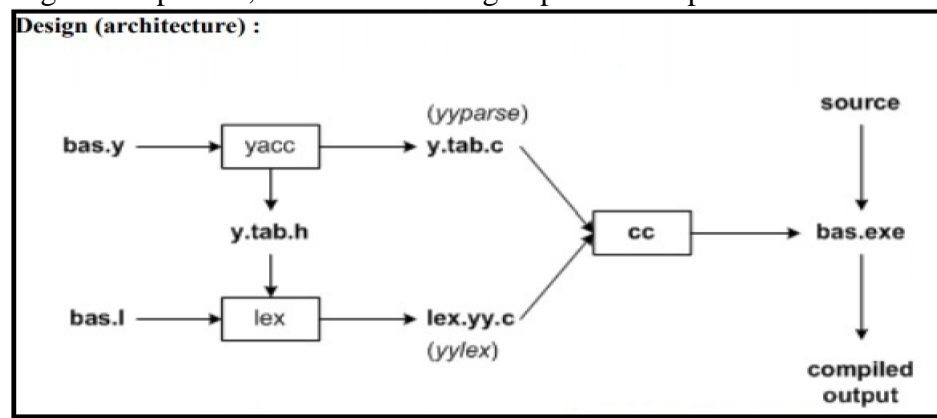 Design (architecture) :
source
(yyparse)
bas.y
yacc
y.tab.c
y.tab.h
cc
bas.exe
bas.l
lex
lex.yy.c
(yylex)
compiled
output